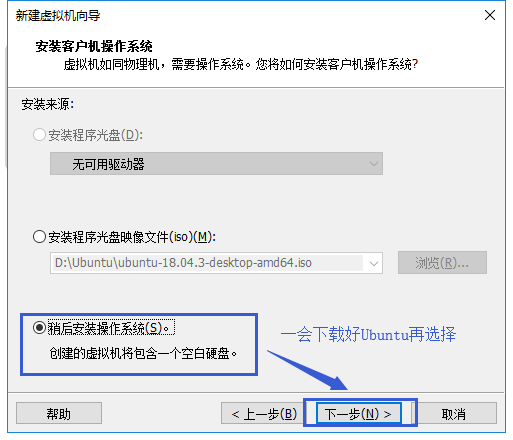 新建虚拟机向导
安装客户机操作系统
虚拟机如同物理机，需要操作系统。您将如何安装客户机操作系统?
安装来源:
安装程序光盘(D):
无可用驱动器
安装程序光盘映像文件(iso)(M):
D:\Ubuntu\ubuntu-18.04.3-desktop-amd64.iso
浏览(R)...
稍后安装操作系统(S)。
一会下载好Ubuntu再选择
创建的虚拟机将包含一个空白硬盘。
帮助
< 上一步(B)
下一步(N) >
取消